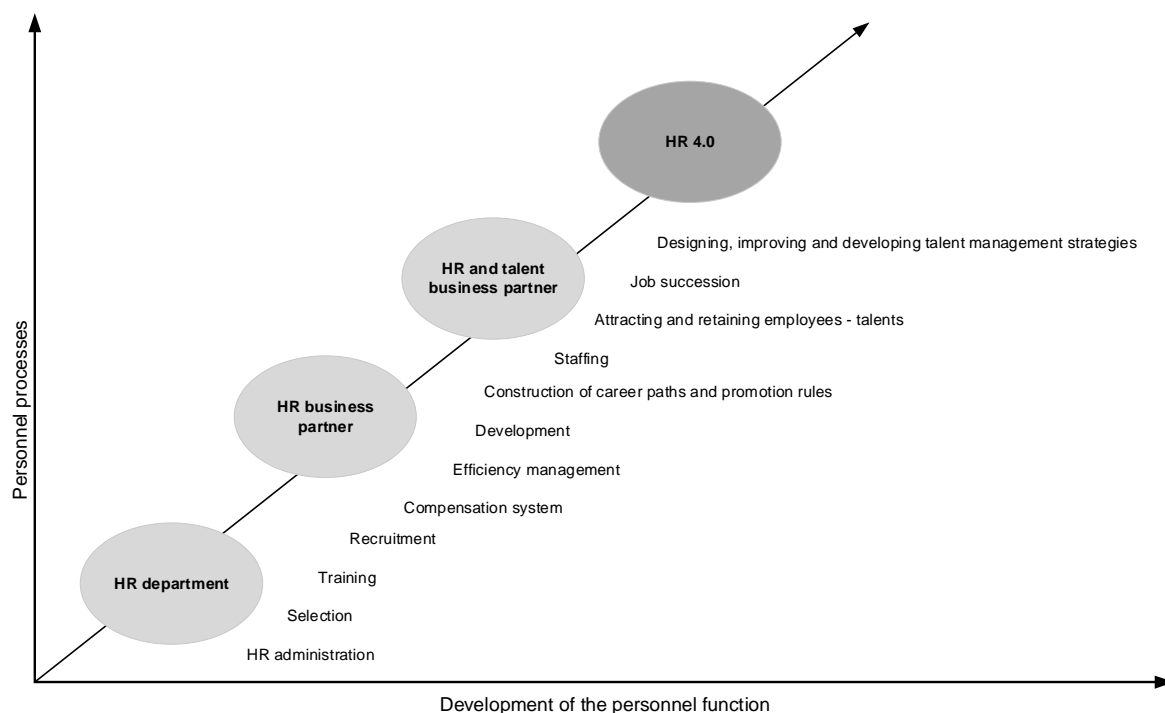 HR 4.0
Designing, improving and developing talent management strategies
HR and talent
business partner
Job succession
Attracting and retaining employees - talents
Staffing
Construction of career paths and promotion rules
HR business
partner
Development
Efficiency management
Compensation system
Recruitment
HR department
Training
Selection
HR administration
Personnel processes
Development of the personnel function